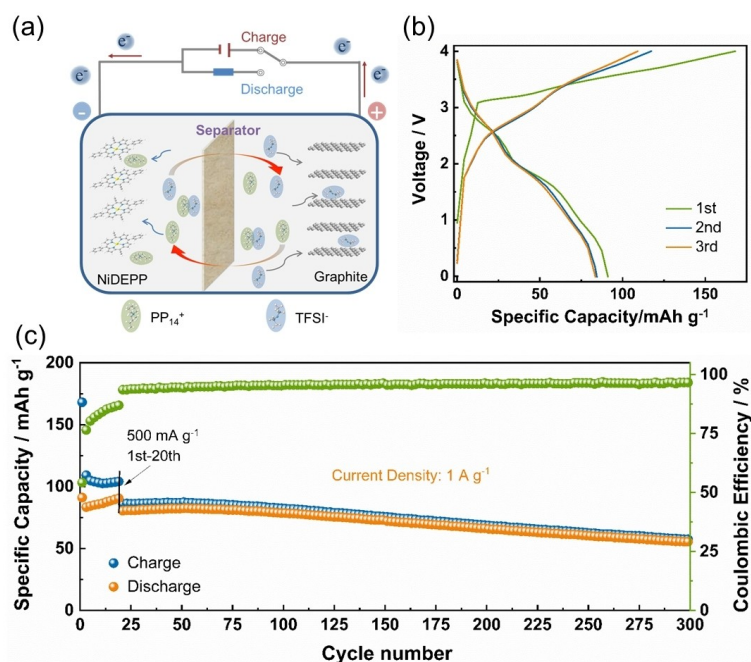 (a)
e⁻
Charge
e⁻
e⁻
Discharge
e⁻
-
+
Separator
NiDEPP
Graphite
PP₁₄⁺
TFSI⁻
(b)
Voltage / V
4
3
2
1
0
1st
2nd
3rd
0
50
100
150
Specific Capacity/mAh g⁻¹
(c)
Specific Capacity / mAh g⁻¹
200
150
100
50
0
500 mA g⁻¹
1st-20th
Current Density: 1 A g⁻¹
Charge
Discharge
100
75
50
25
0
Coulombic Efficiency / %
0
25
50
75
100
125
150
175
200
225
250
275
300
Cycle number